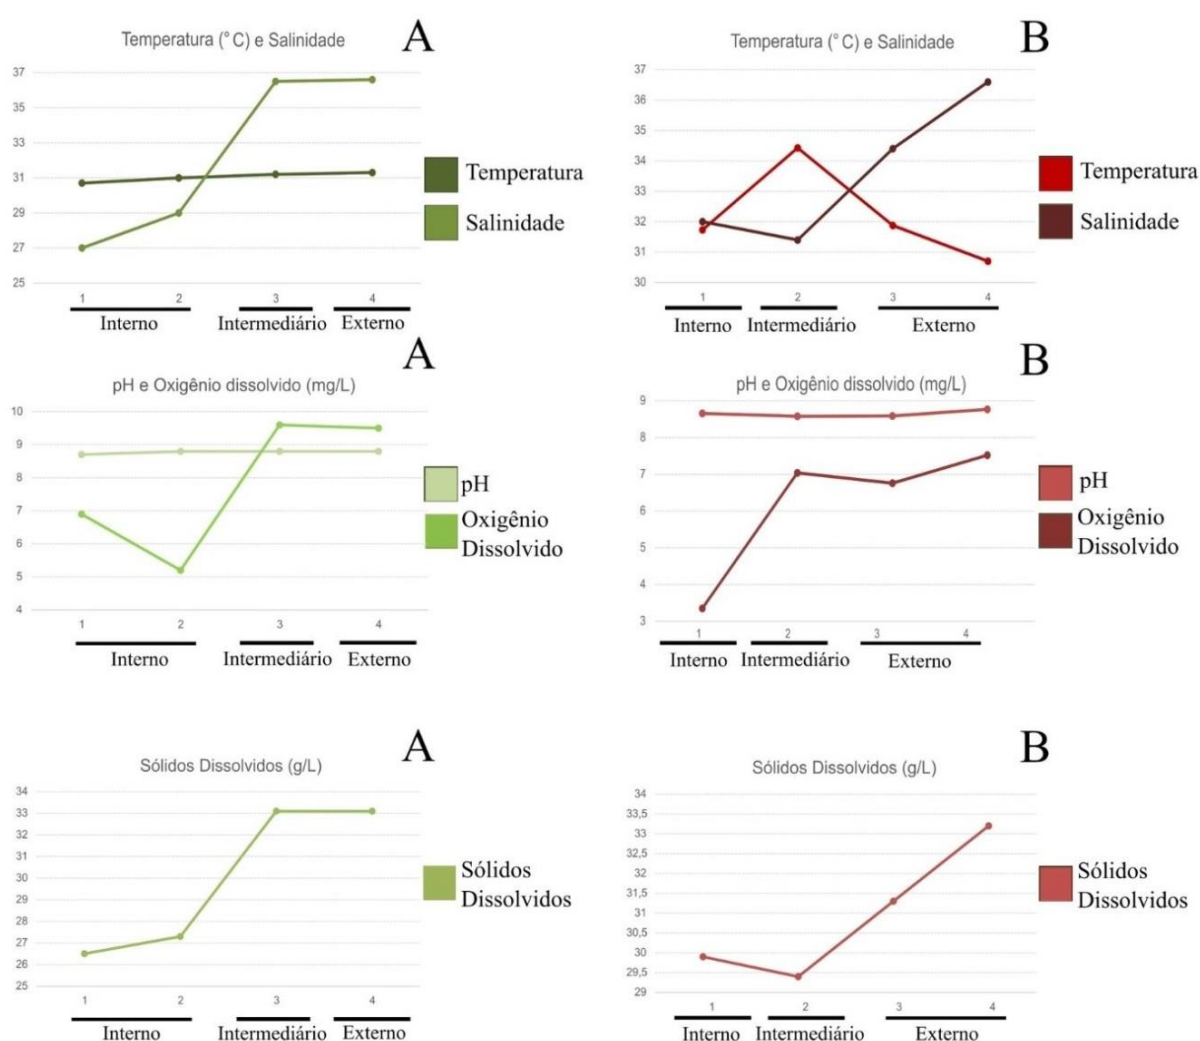 Temperatura (°C) e Salinidade
A
37
35
33
31
29
27
25
1 2 3 4
Interno Intermediário Externo
Temperatura
Salinidade
Temperatura (°C) e Salinidade
B
37
36
35
34
33
32
31
30
1 2 3 4
Interno Intermediário Externo
Temperatura
Salinidade
pH e Oxigênio dissolvido (mg/L)
A
10
9
8
7
6
5
4
1 2 3 4
Interno Intermediário Externo
pH
Oxigênio
Dissolvido
pH e Oxigênio dissolvido (mg/L)
B
9
8
7
6
5
4
3
1 2 3 4
Interno Intermediário Externo
pH
Oxigênio
Dissolvido
Sólidos Dissolvidos (g/L)
A
34
33
32
31
30
29
28
27
26
25
1 2 3 4
Interno Intermediário Externo
Sólidos
Dissolvidos
Sólidos Dissolvidos (g/L)
B
34
33,5
33
32,5
32
31,5
31
30,5
30
29,5
29
1 2 3 4
Interno Intermediário Externo
Sólidos
Dissolvidos